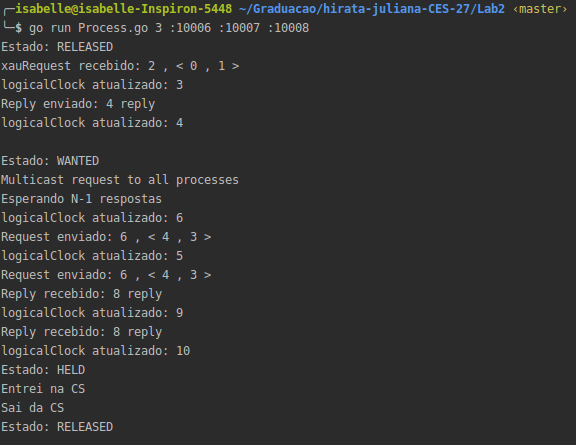 ┌─isabelle@isabelle-Inspiron-5448 ~/Graduacao/hirata-juliana-CES-27/Lab2 ‹master›
└─$ go run Process.go 3 :10006 :10007 :10008
Estado: RELEASED
xauRequest recebido: 2 , < 0 , 1 >
logicalClock atualizado: 3
Reply enviado: 4 reply
logicalClock atualizado: 4
Estado: WANTED
Multicast request to all processes
Esperando N-1 respostas
logicalClock atualizado: 6
Request enviado: 6 , < 4 , 3 >
logicalClock atualizado: 5
Request enviado: 6 , < 4 , 3 >
Reply recebido: 8 reply
logicalClock atualizado: 9
Reply recebido: 8 reply
logicalClock atualizado: 10
Estado: HELD
Entrei na CS
Sai da CS
Estado: RELEASED